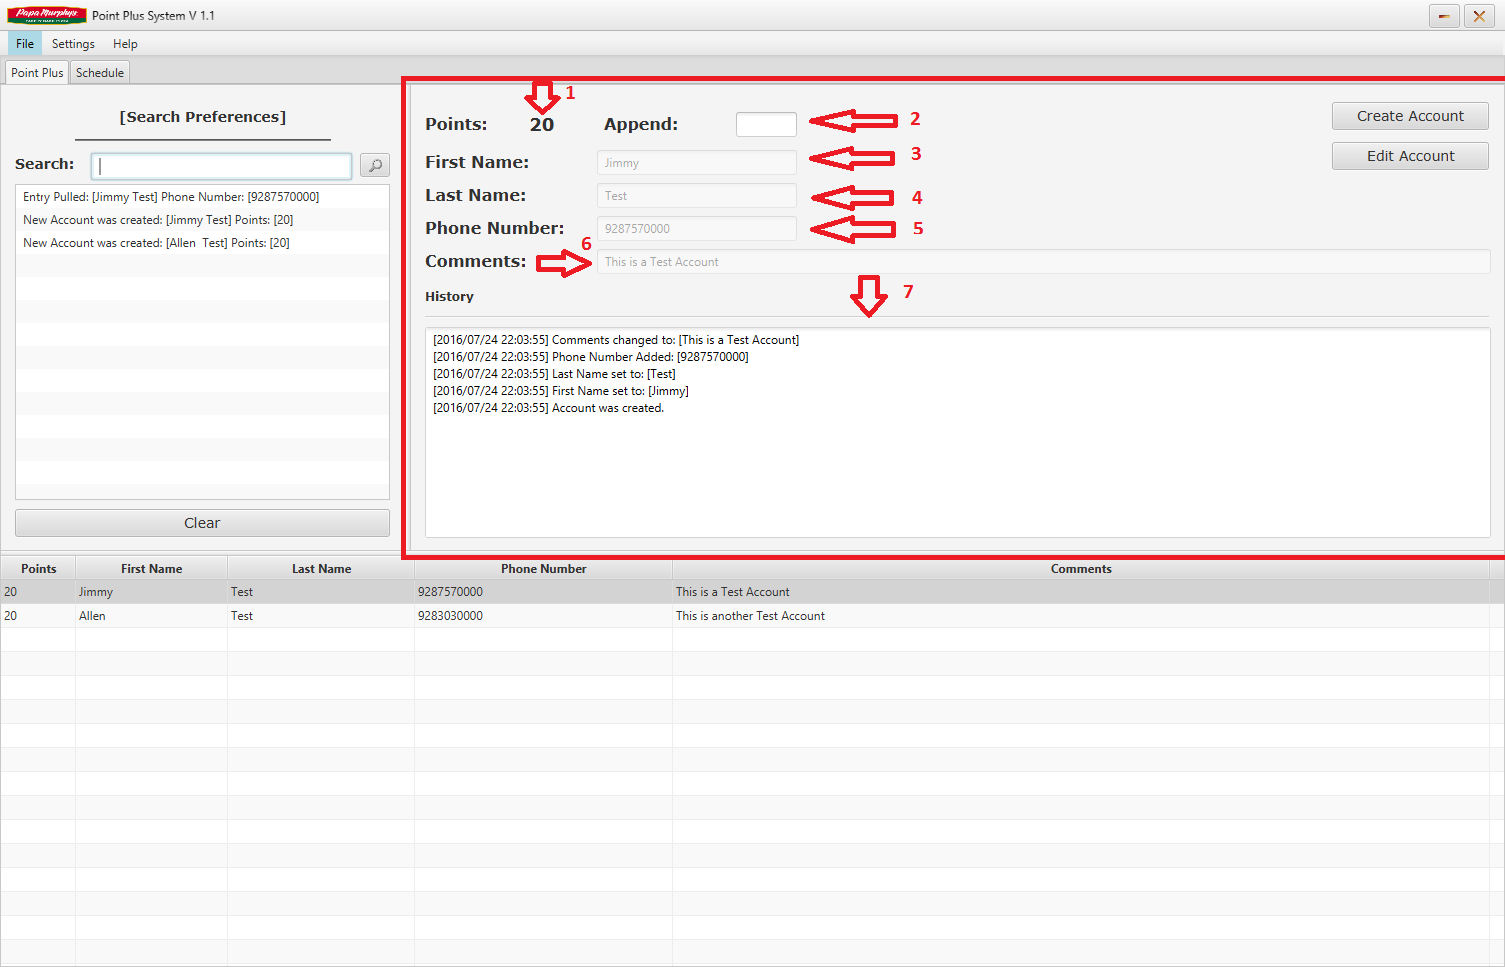 Papa Murphy's Point Plus System V 1.1
File Settings Help
Point Plus Schedule
[Search Preferences]
Search:
Entry Pulled: [Jimmy Test] Phone Number: [9287570000]
New Account was created: [Jimmy Test] Points: [20]
New Account was created: [Allen  Test] Points: [20]
Clear
1
Points: 20 Append: 2
First Name: Jimmy 3
Last Name: Test 4
Phone Number: 9287570000 5
6
Comments: This is a Test Account
Create Account
Edit Account
7
History
[2016/07/24 22:03:55] Comments changed to: [This is a Test Account]
[2016/07/24 22:03:55] Phone Number Added: [9287570000]
[2016/07/24 22:03:55] Last Name set to: [Test]
[2016/07/24 22:03:55] First Name set to: [Jimmy]
[2016/07/24 22:03:55] Account was created.
Points First Name Last Name Phone Number Comments
20 Jimmy Test 9287570000 This is a Test Account
20 Allen Test 9283030000 This is another Test Account